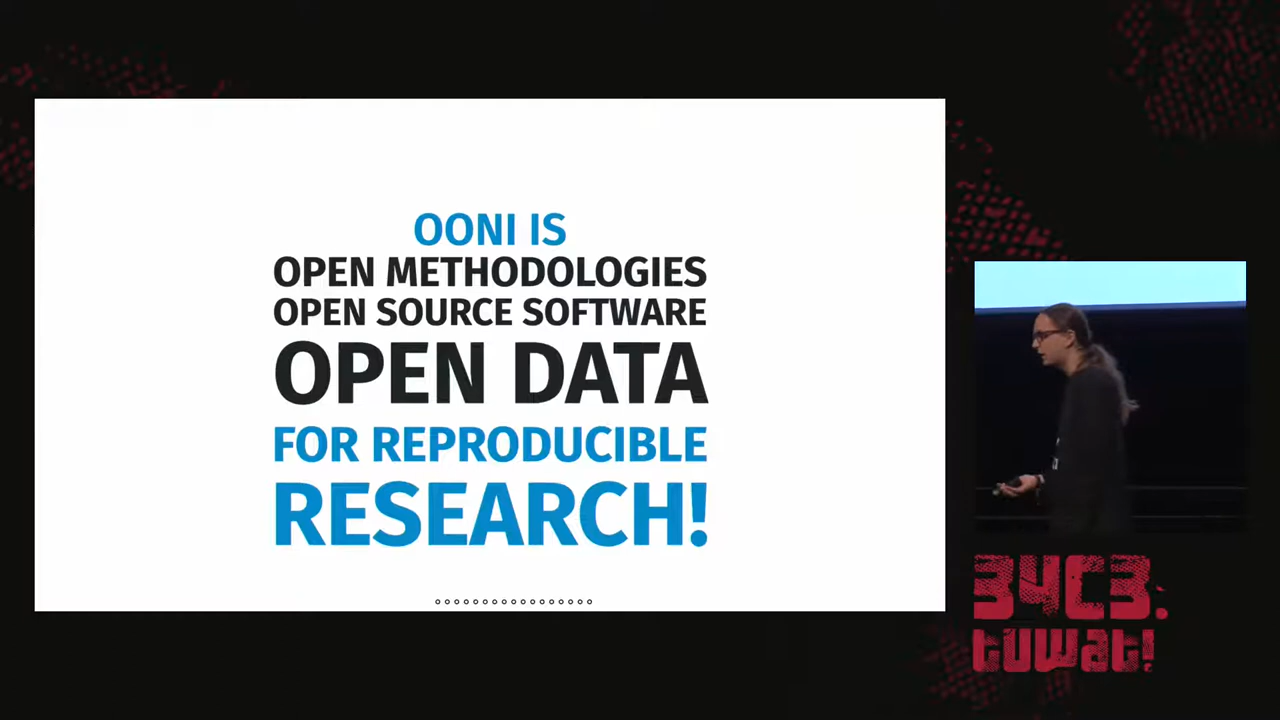 OONI IS
OPEN METHODOLOGIES
OPEN SOURCE SOFTWARE
OPEN DATA
FOR REPRODUCIBLE
RESEARCH!
34C3.
tuwat!